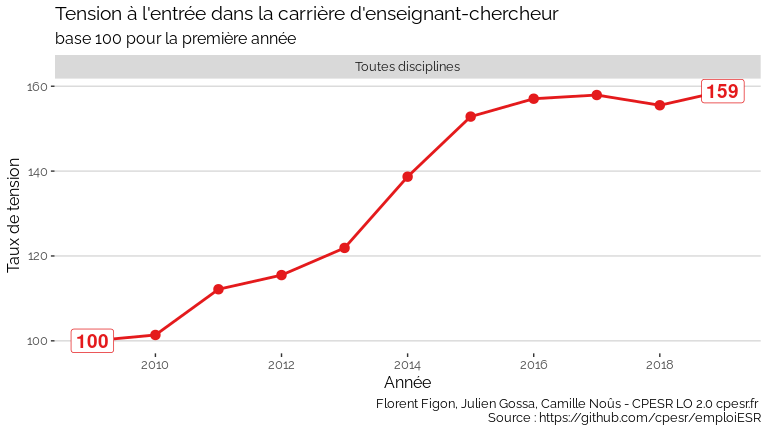 Tension à l'entrée dans la carrière d'enseignant-chercheur
base 100 pour la première année
Toutes disciplines
Taux de tension
160
140
120
100
159
100
2010
2012
2014
2016
2018
Année
Florent Figon, Julien Gossa, Camille Noûs - CPESR LO 2.0 cpesr.fr
Source : https://github.com/cpesr/emploiESR